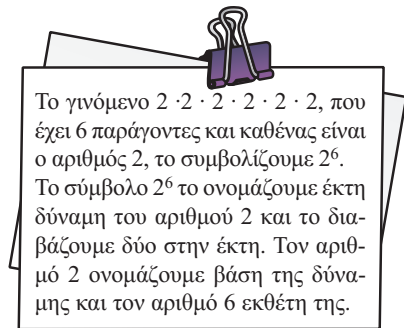 Το γινόμενο 2 ·2 · 2 · 2 · 2 · 2, που
έχει 6 παράγοντες και καθένας είναι
ο αριθμός 2, το συμβολίζουμε 2⁶.
Το σύμβολο 2⁶ το ονομάζουμε έκτη
δύναμη του αριθμού 2 και το δια-
βάζουμε δύο στην έκτη. Τον αριθ-
μό 2 ονομάζουμε βάση της δύνα-
μης και τον αριθμό 6 εκθέτη της.